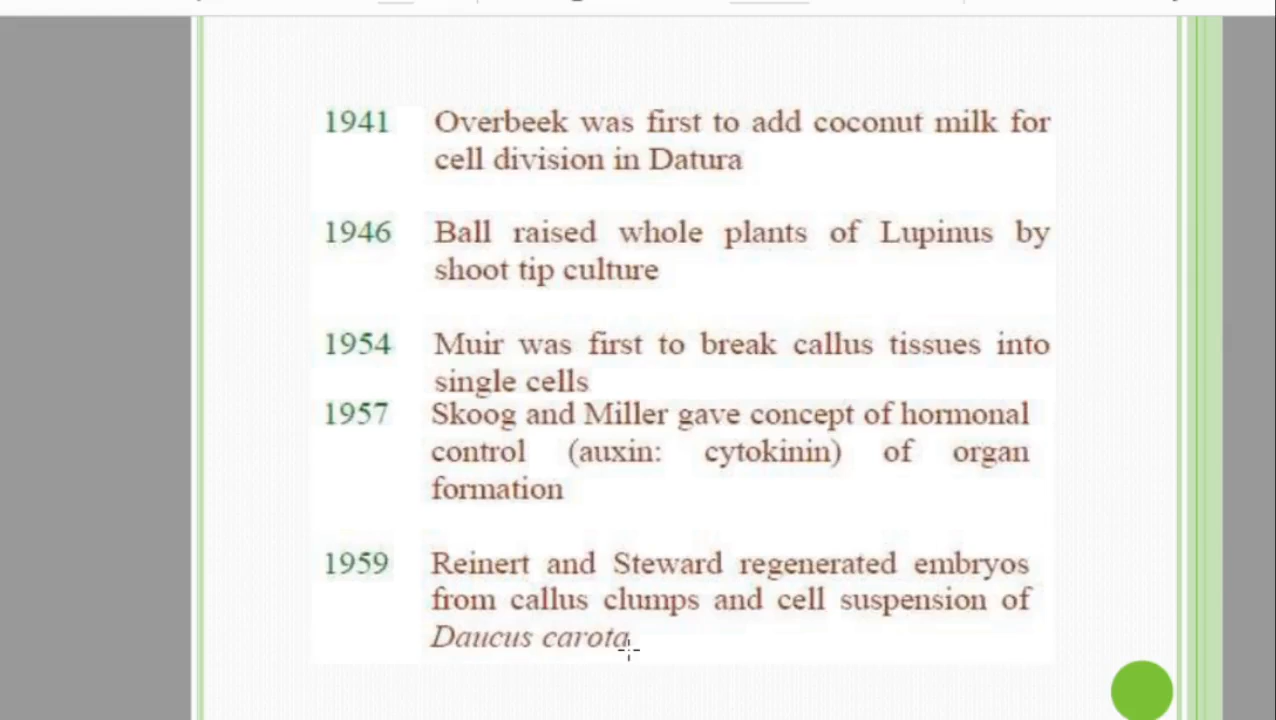 1941 Overbeek was first to add coconut milk for
cell division in Datura
1946 Ball raised whole plants of Lupinus by
shoot tip culture
1954 Muir was first to break callus tissues into
single cells
1957 Skoog and Miller gave concept of hormonal
control (auxin: cytokinin) of organ
formation
1959 Reinert and Steward regenerated embryos
from callus clumps and cell suspension of
Daucus carota